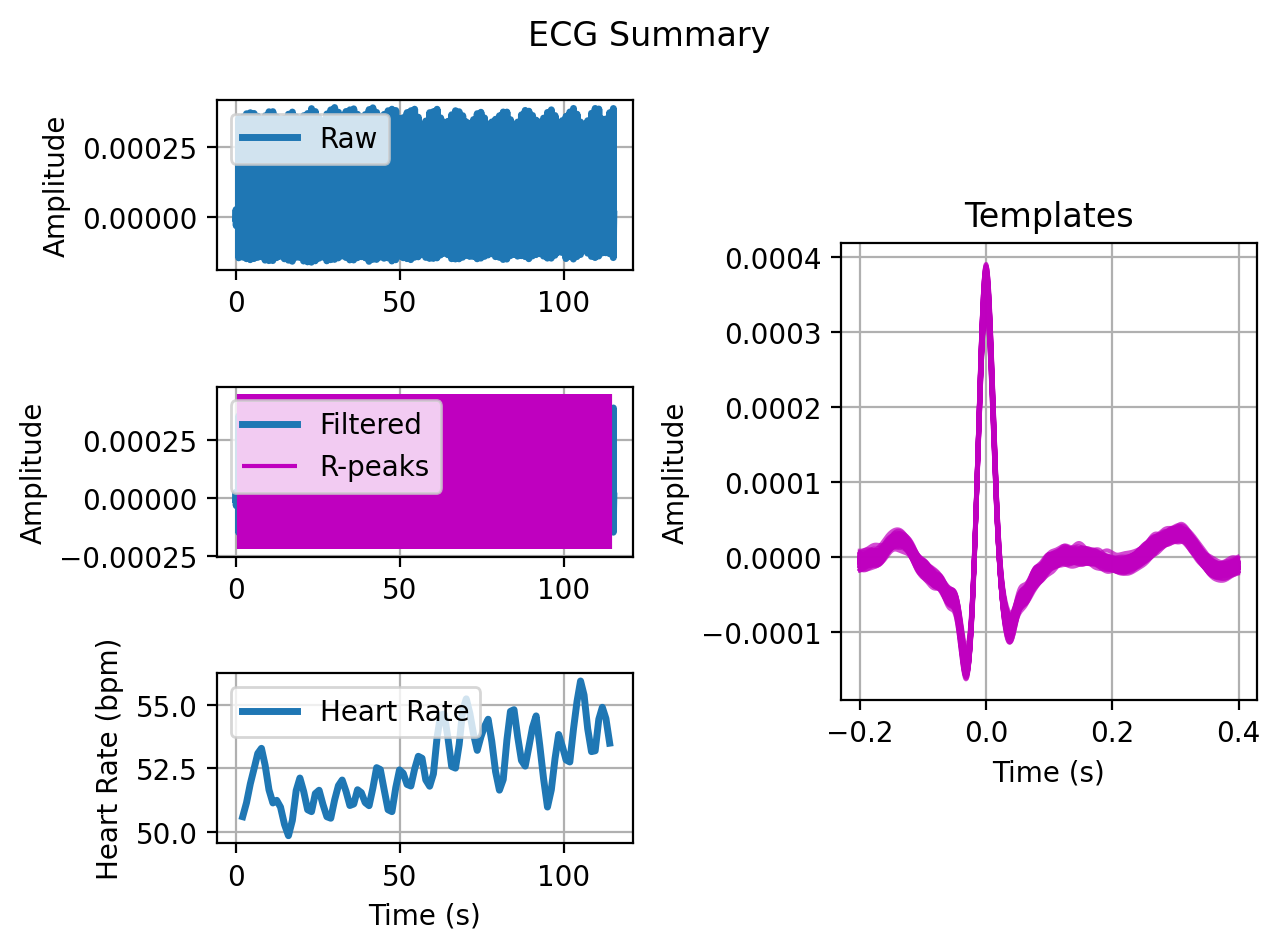 ECG Summary
Amplitude
0.00025
0.00000
Raw
0
50
100
Amplitude
0.00025
0.00000
−0.00025
Filtered
R-peaks
0
50
100
Heart Rate (bpm)
55.0
52.5
50.0
Heart Rate
0
50
100
Time (s)
Templates
Amplitude
0.0004
0.0003
0.0002
0.0001
0.0000
−0.0001
−0.2
0.0
0.2
0.4
Time (s)